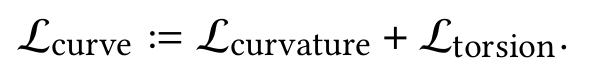 ℒcurve := ℒcurvature + ℒtorsion.